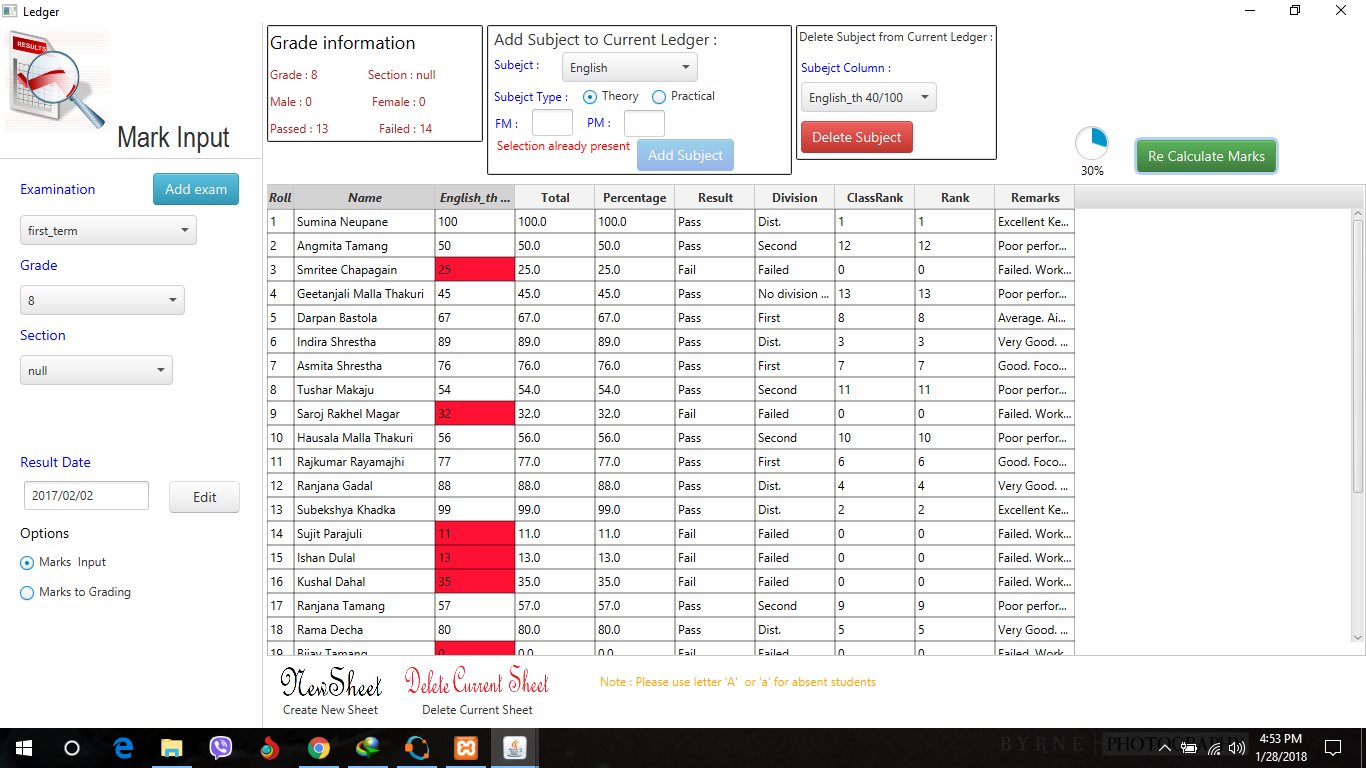 Ledger
RESULTS
Mark Input
Examination
Add exam
first_term
Grade
8
Section
null
Result Date
2017/02/02
Edit
Options
Marks  Input
Marks to Grading
Grade information
Grade : 8 Section : null
Male : 0 Female : 0
Passed : 13 Failed : 14
Add Subject to Current Ledger :
Subejct : English
Subejct Type : Theory Practical
FM : PM :
Selection already present Add Subject
Delete Subject from Current Ledger :
Subejct Column :
English_th 40/100
Delete Subject
30%
Re Calculate Marks
Roll Name English_th ... Total Percentage Result Division ClassRank Rank Remarks
1 Sumina Neupane 100 100.0 100.0 Pass Dist. 1 1 Excellent Ke...
2 Angmita Tamang 50 50.0 50.0 Pass Second 12 12 Poor perfor...
3 Smritee Chapagain 25 25.0 25.0 Fail Failed 0 0 Failed. Work...
4 Geetanjali Malla Thakuri 45 45.0 45.0 Pass No division ... 13 13 Poor perfor...
5 Darpan Bastola 67 67.0 67.0 Pass First 8 8 Average. Ai...
6 Indira Shrestha 89 89.0 89.0 Pass Dist. 3 3 Very Good. ...
7 Asmita Shrestha 76 76.0 76.0 Pass First 7 7 Good. Foco...
8 Tushar Makaju 54 54.0 54.0 Pass Second 11 11 Poor perfor...
9 Saroj Rakhel Magar 32 32.0 32.0 Fail Failed 0 0 Failed. Work...
10 Hausala Malla Thakuri 56 56.0 56.0 Pass Second 10 10 Poor perfor...
11 Rajkumar Rayamajhi 77 77.0 77.0 Pass First 6 6 Good. Foco...
12 Ranjana Gadal 88 88.0 88.0 Pass Dist. 4 4 Very Good. ...
13 Subekshya Khadka 99 99.0 99.0 Pass Dist. 2 2 Excellent Ke...
14 Sujit Parajuli 11 11.0 11.0 Fail Failed 0 0 Failed. Work...
15 Ishan Dulal 13 13.0 13.0 Fail Failed 0 0 Failed. Work...
16 Kushal Dahal 35 35.0 35.0 Fail Failed 0 0 Failed. Work...
17 Ranjana Tamang 57 57.0 57.0 Pass Second 9 9 Poor perfor...
18 Rama Decha 80 80.0 80.0 Pass Dist. 5 5 Very Good. ...
19 Bijay Tamang 0 0.0 0.0 Fail Failed 0 0 Failed. Work...
NewSheet Delete Current Sheet
Create New Sheet Delete Current Sheet
Note : Please use letter 'A'  or 'a' for absent students
BYRNE PHOTOGRAPHY
4:53 PM
1/28/2018